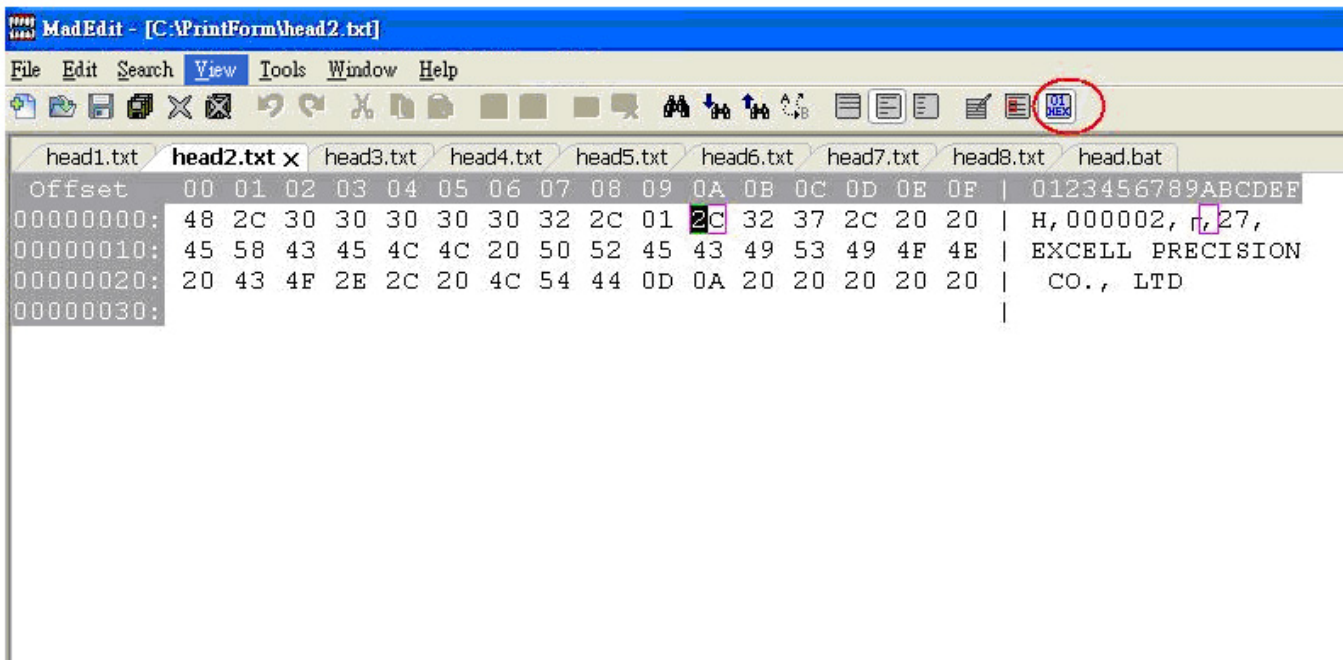 MadEdit - [C:\PrintForm\head2.txt]
File Edit Search View Tools Window Help
01 HEX
head1.txt head2.txt x head3.txt head4.txt head5.txt head6.txt head7.txt head8.txt head.bat
Offset 00 01 02 03 04 05 06 07 08 09 0A 0B 0C 0D 0E 0F | 0123456789ABCDEF
00000000: 48 2C 30 30 30 30 30 32 2C 01 2C 32 37 2C 20 20 | H,000002,┌,27,
00000010: 45 58 43 45 4C 4C 20 50 52 45 43 49 53 49 4F 4E | EXCELL PRECISION
00000020: 20 43 4F 2E 2C 20 4C 54 44 0D 0A 20 20 20 20 20 | CO., LTD
00000030: |